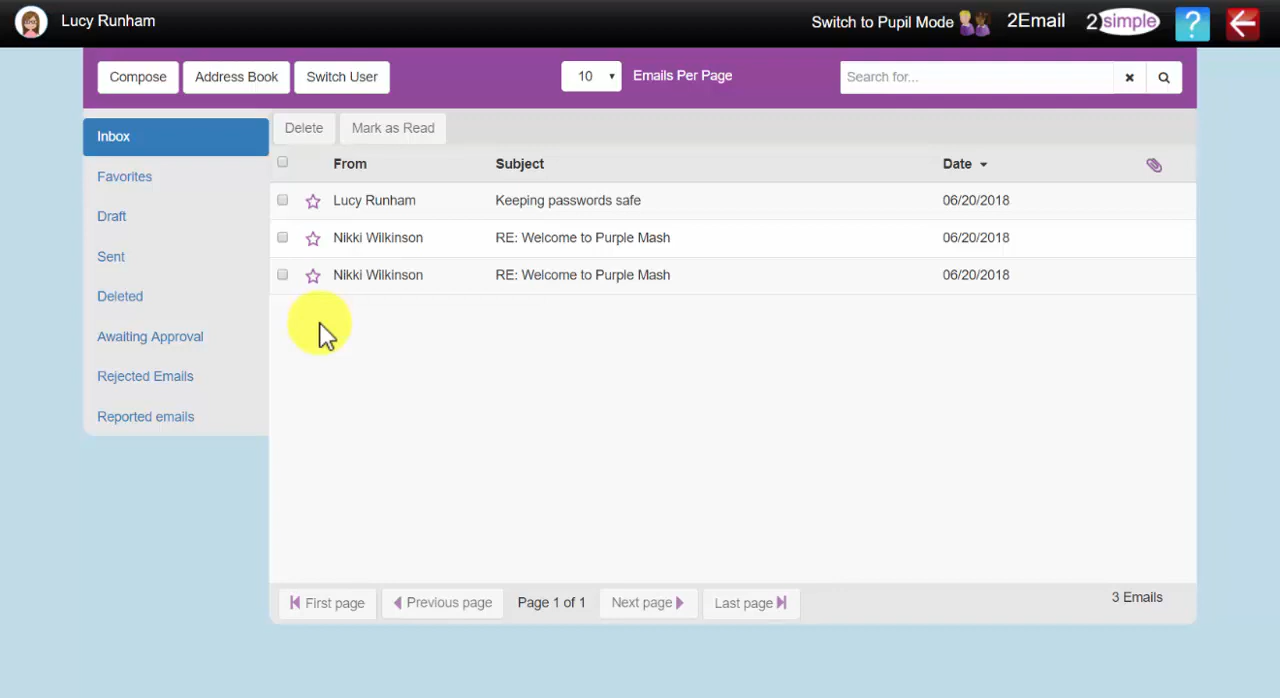 Lucy Runham Switch to Pupil Mode 2Email 2simple ?
Compose Address Book Switch User 10 Emails Per Page Search for...
Inbox
Favorites
Draft
Sent
Deleted
Awaiting Approval
Rejected Emails
Reported emails
Delete Mark as Read
From Subject Date
Lucy Runham Keeping passwords safe 06/20/2018
Nikki Wilkinson RE: Welcome to Purple Mash 06/20/2018
Nikki Wilkinson RE: Welcome to Purple Mash 06/20/2018
First page Previous page Page 1 of 1 Next page Last page 3 Emails